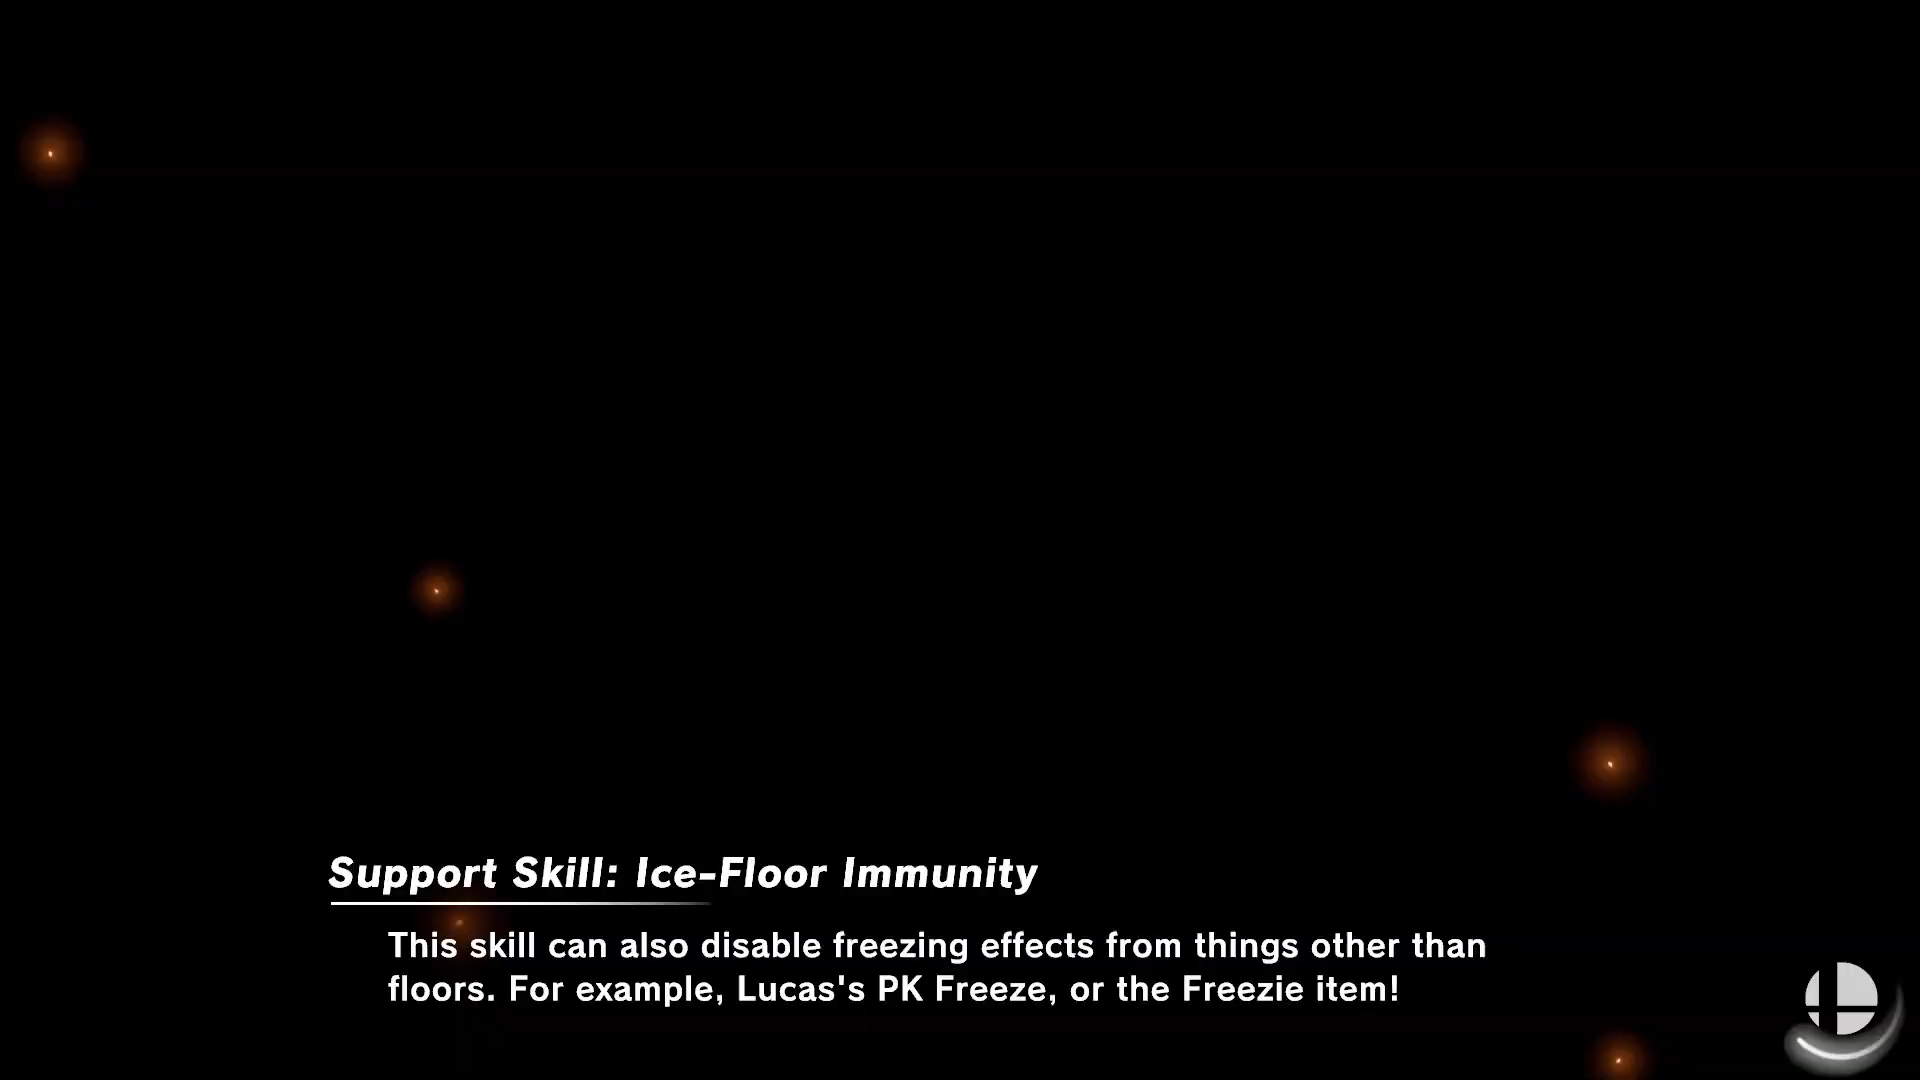 Support Skill: Ice-Floor Immunity
This skill can also disable freezing effects from things other than
floors. For example, Lucas's PK Freeze, or the Freezie item!